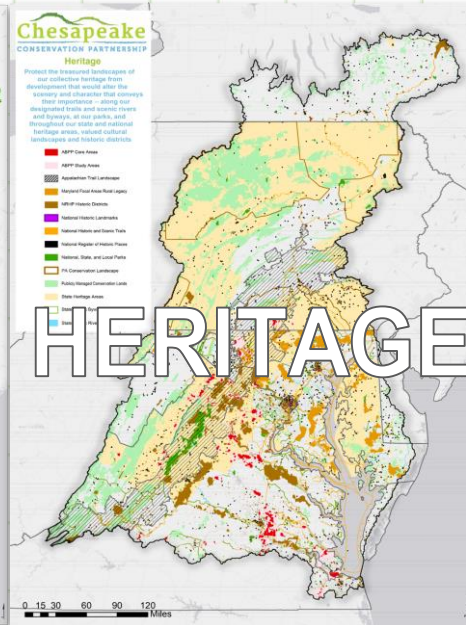 Chesapeake
CONSERVATION PARTNERSHIP
Heritage
Protect the treasured landscapes of
our collective heritage from
development that would alter the
scenery and character that conveys
their importance – along our
designated trails and scenic rivers
and byways, at our parks, and
throughout our state and national
heritage areas, valued cultural
landscapes and historic districts
ABPP Core Areas
ABPP Study Areas
Appalachian Trail Landscape
Maryland Focal Areas Rural Legacy
NRHP Historic Districts
National Historic Landmarks
National Historic and Scenic Trails
National Register of Historic Places
National, State, and Local Parks
PA Conservation Landscape
Publicly Managed Conservation Lands
State Heritage Areas
State
State
HERITAGE
0 15 30 60 90 120
Miles